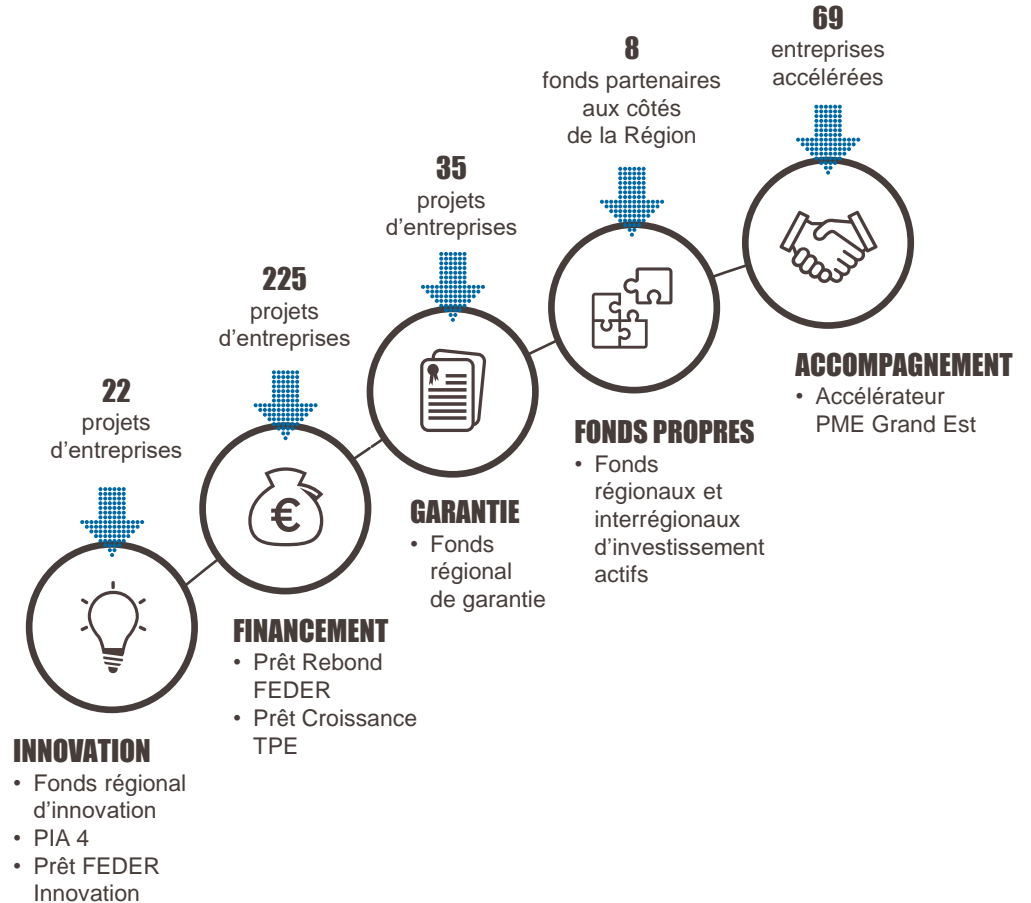 22
projets
d'entreprises
INNOVATION
• Fonds régional
d'innovation
• PIA 4
• Prêt FEDER
Innovation
225
projets
d'entreprises
€
FINANCEMENT
• Prêt Rebond
FEDER
• Prêt Croissance
TPE
35
projets
d'entreprises
GARANTIE
• Fonds
régional
de garantie
8
fonds partenaires
aux côtés
de la Région
FONDS PROPRES
• Fonds
régionaux et
interrégionaux
d'investissement
actifs
69
entreprises
accélérées
ACCOMPAGNEMENT
• Accélérateur
PME Grand Est